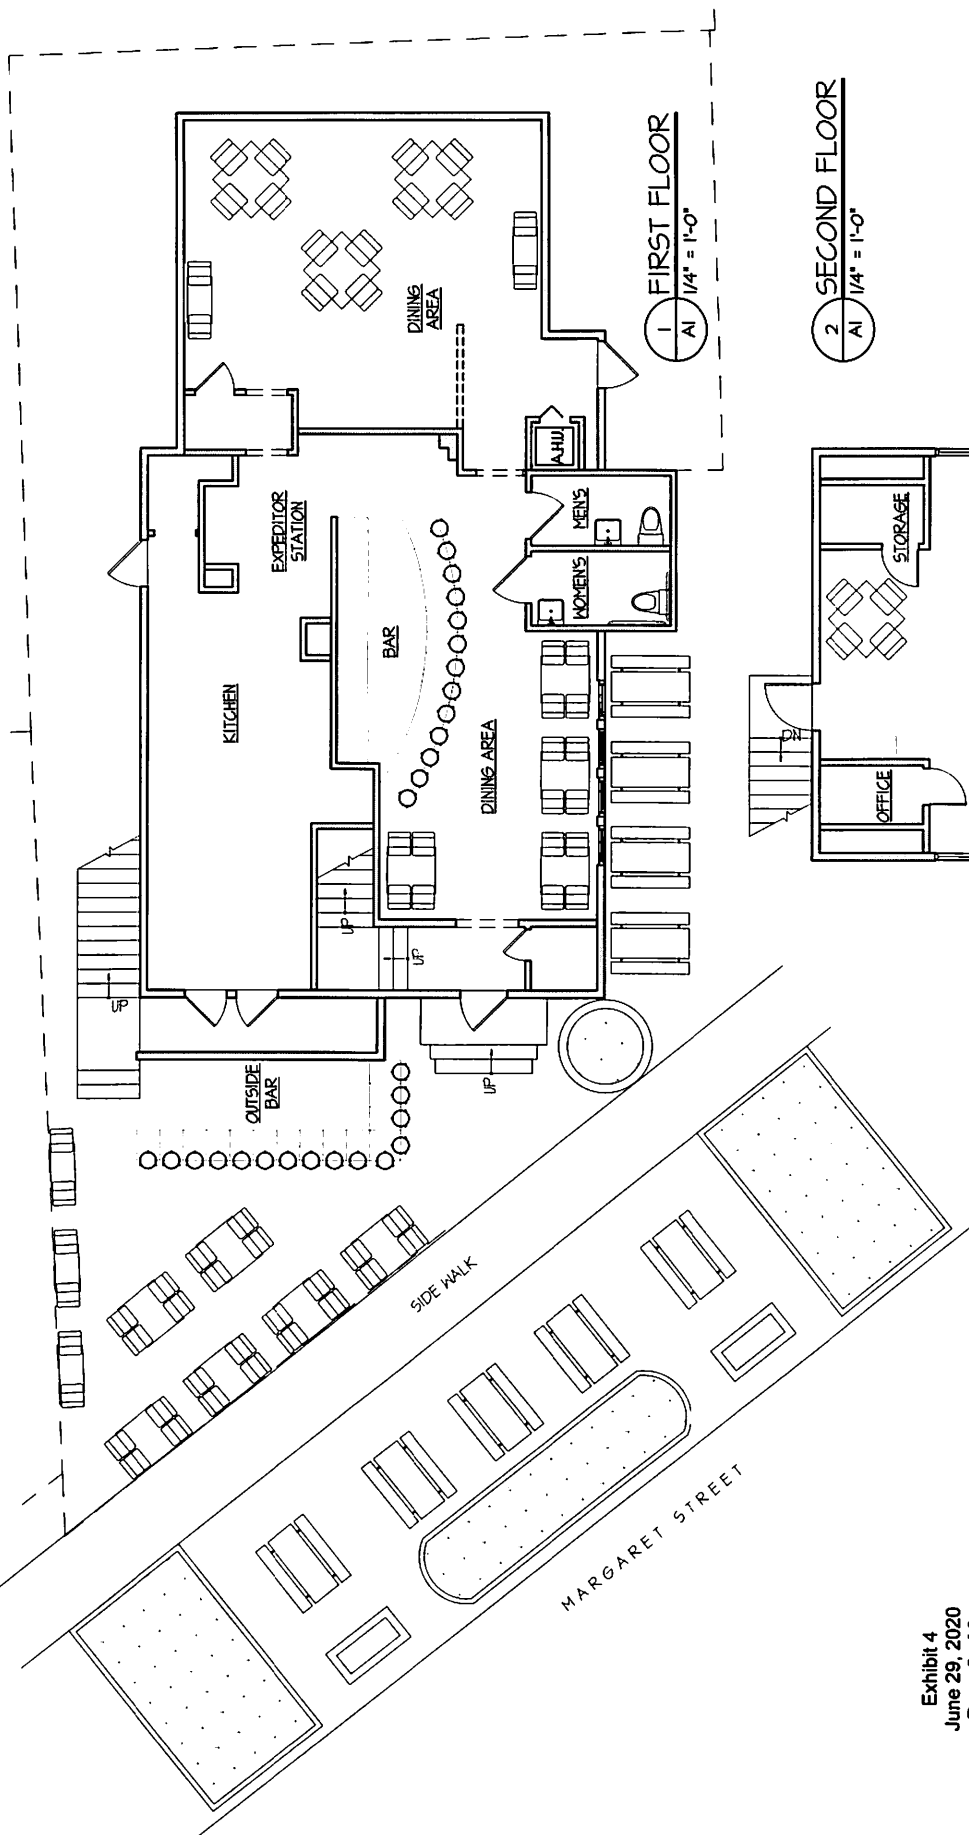 DINING
AREA
1
A1
FIRST FLOOR
1/4" = 1'-0"
2
A1
SECOND FLOOR
1/4" = 1'-0"
A.H.U.
MEN'S
WOMEN'S
EXPEDITOR
STATION
BAR
KITCHEN
DINING AREA
UP
UP
UP
UP
OUTSIDE
BAR
STORAGE
OFFICE
DN
SIDE WALK
MARGARET STREET
Exhibit 4
June 29, 2020